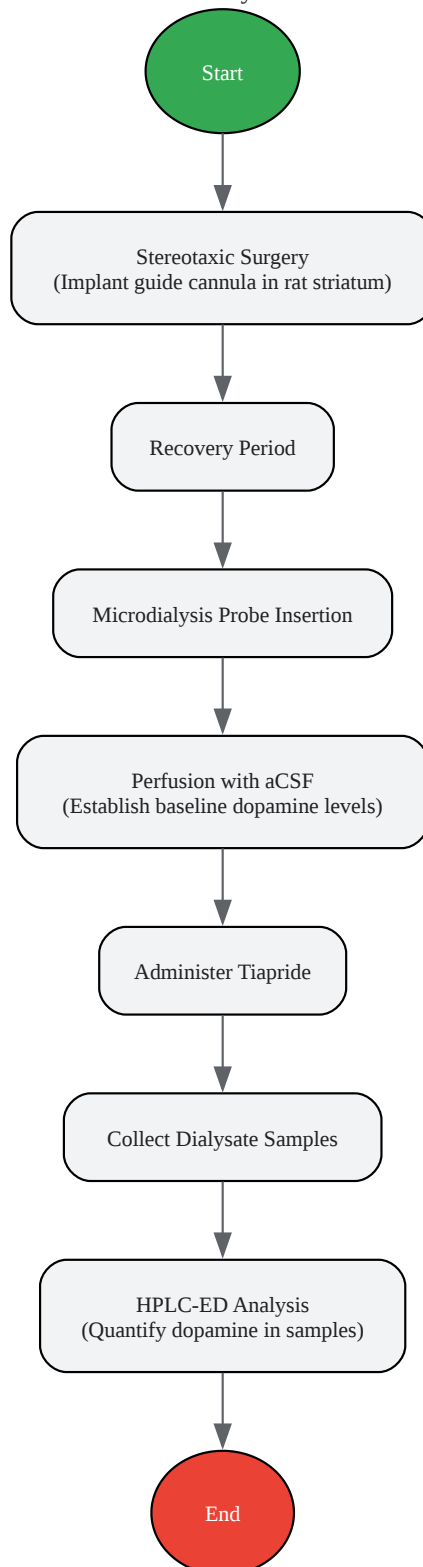 Start
Stereotaxic Surgery
(Implant guide cannula in rat striatum)
Recovery Period
Microdialysis Probe Insertion
Perfusion with aCSF
(Establish baseline dopamine levels)
Administer Tiapride
Collect Dialysate Samples
HPLC-ED Analysis
(Quantify dopamine in samples)
End